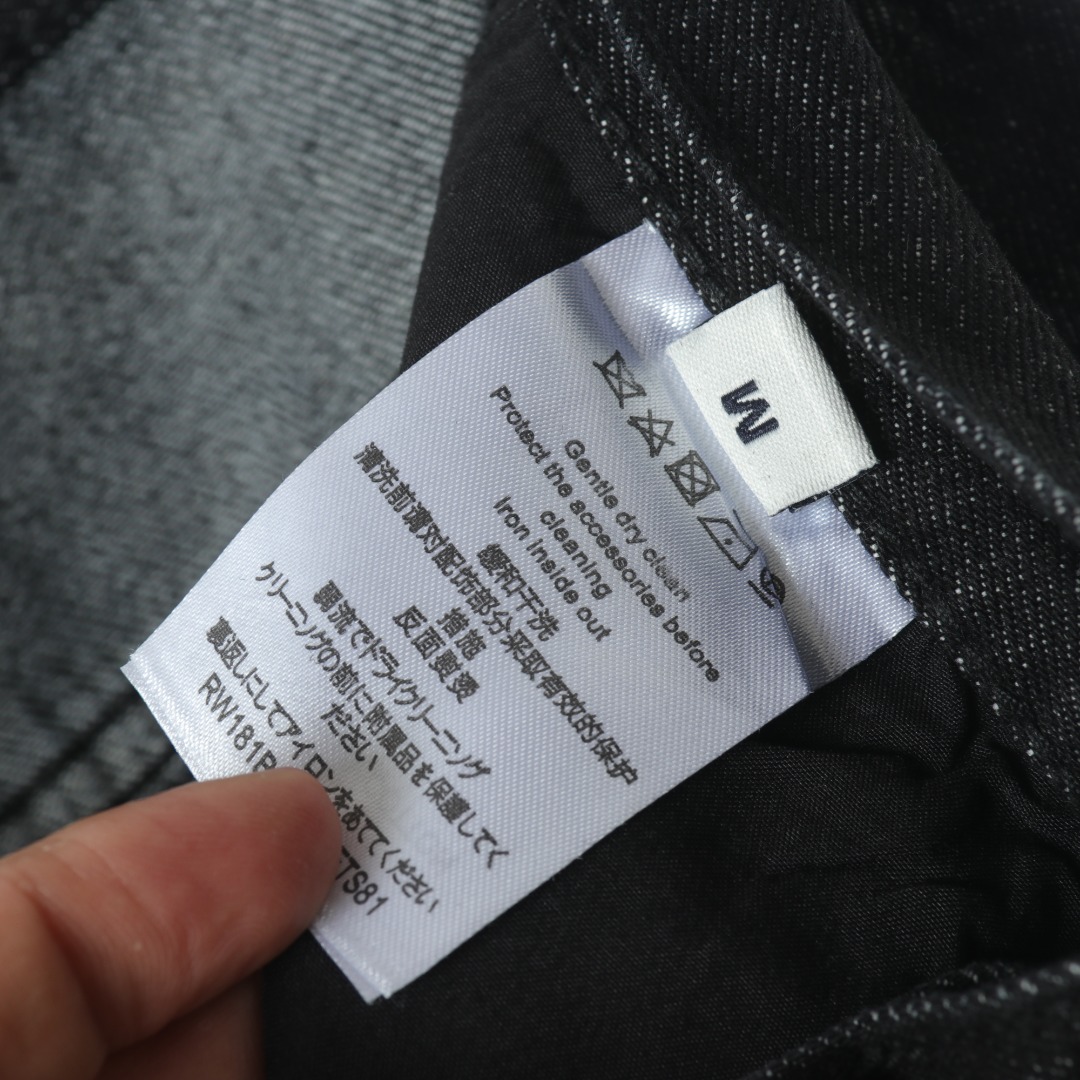 M
Gentle dry clean
Protect the accessories before
cleaning
Iron inside out
缓和干洗
清洗前请对配饰部分采取有效的保护
措施
反面熨烫
弱流でドライクリーニング
クリーニングの前に附属品を保護してく
ださい
裏返しにしてアイロンをあててください